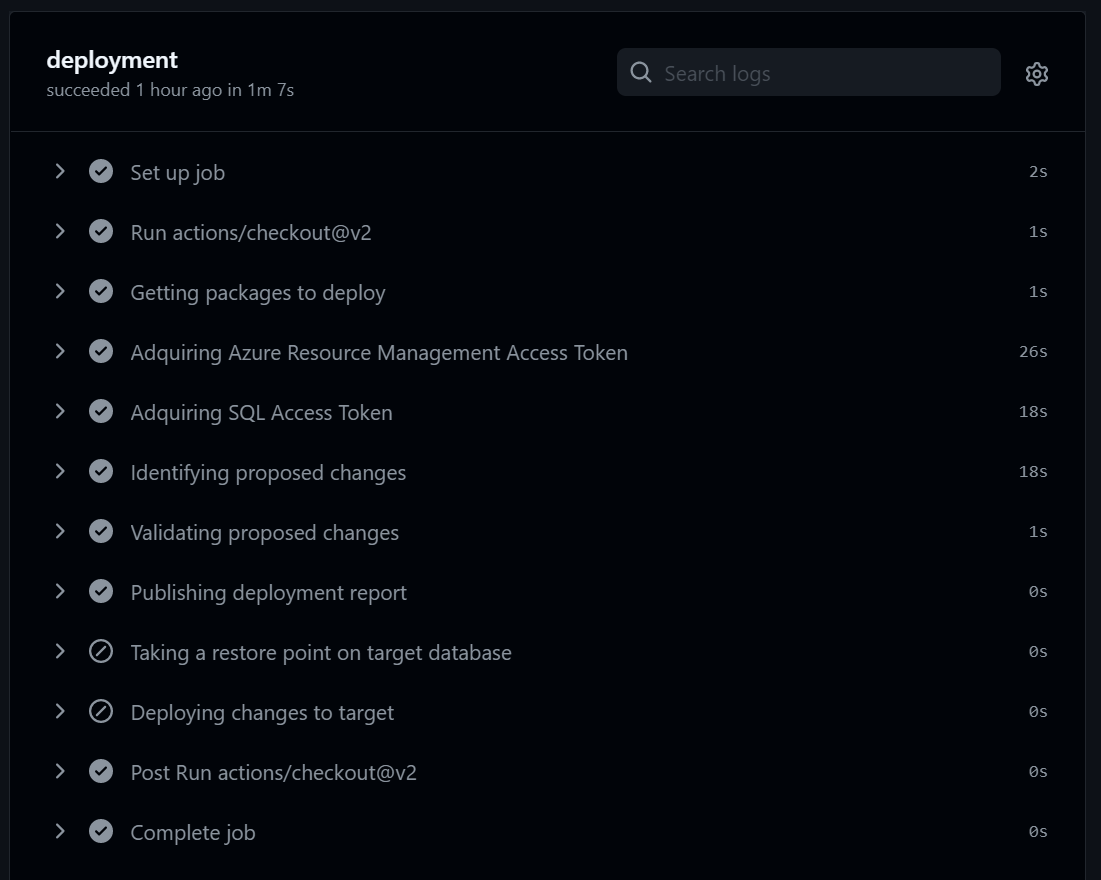 deployment
succeeded 1 hour ago in 1m 7s
Search logs
Set up job 2s
Run actions/checkout@v2 1s
Getting packages to deploy 1s
Adquiring Azure Resource Management Access Token 26s
Adquiring SQL Access Token 18s
Identifying proposed changes 18s
Validating proposed changes 1s
Publishing deployment report 0s
Taking a restore point on target database 0s
Deploying changes to target 0s
Post Run actions/checkout@v2 0s
Complete job 0s